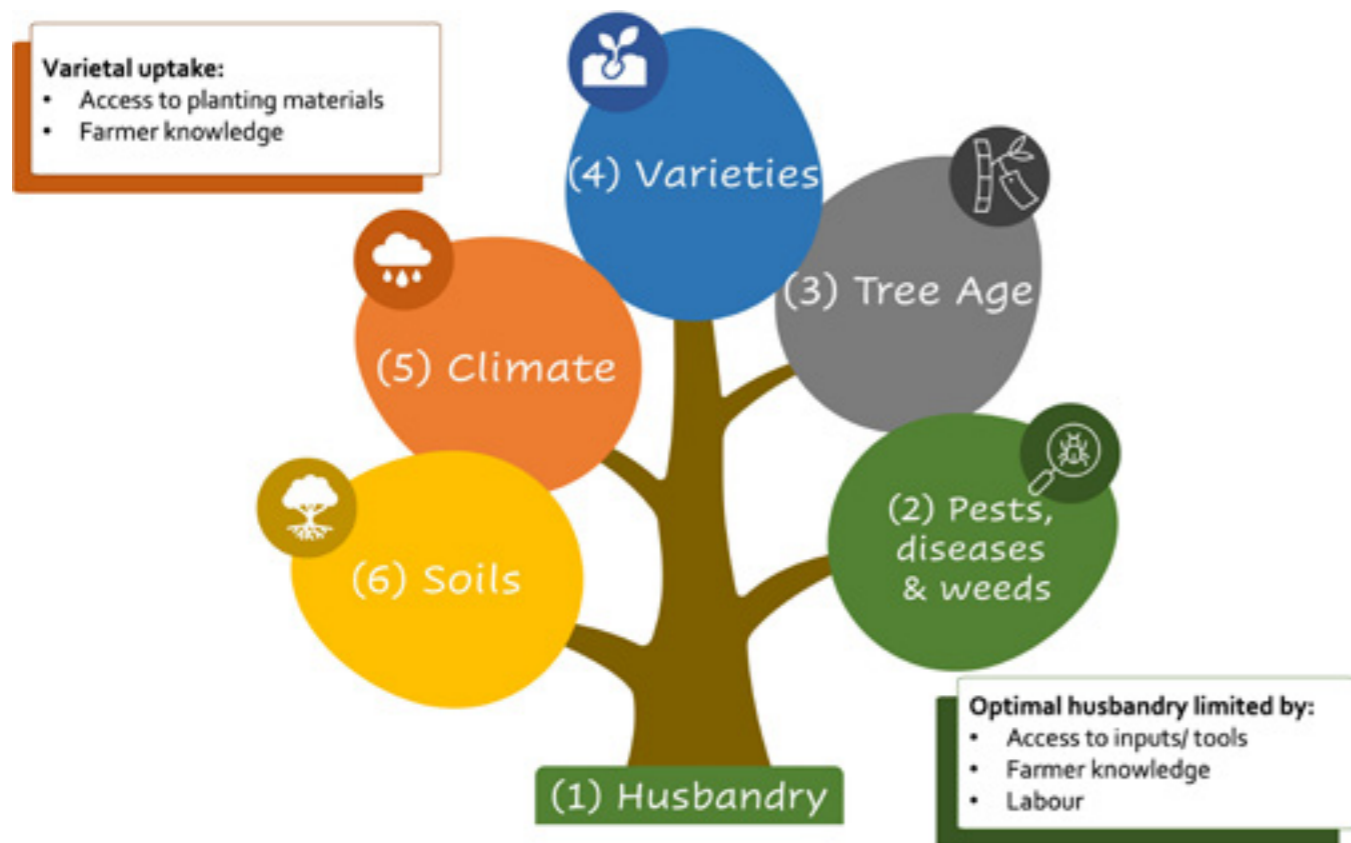 Varietal uptake:
• Access to planting materials
• Farmer knowledge
(4) Varieties
(3) Tree Age
(5) Climate
(2) Pests,
diseases
& weeds
(6) Soils
Optimal husbandry limited by:
• Access to inputs/ tools
• Farmer knowledge
• Labour
(1) Husbandry